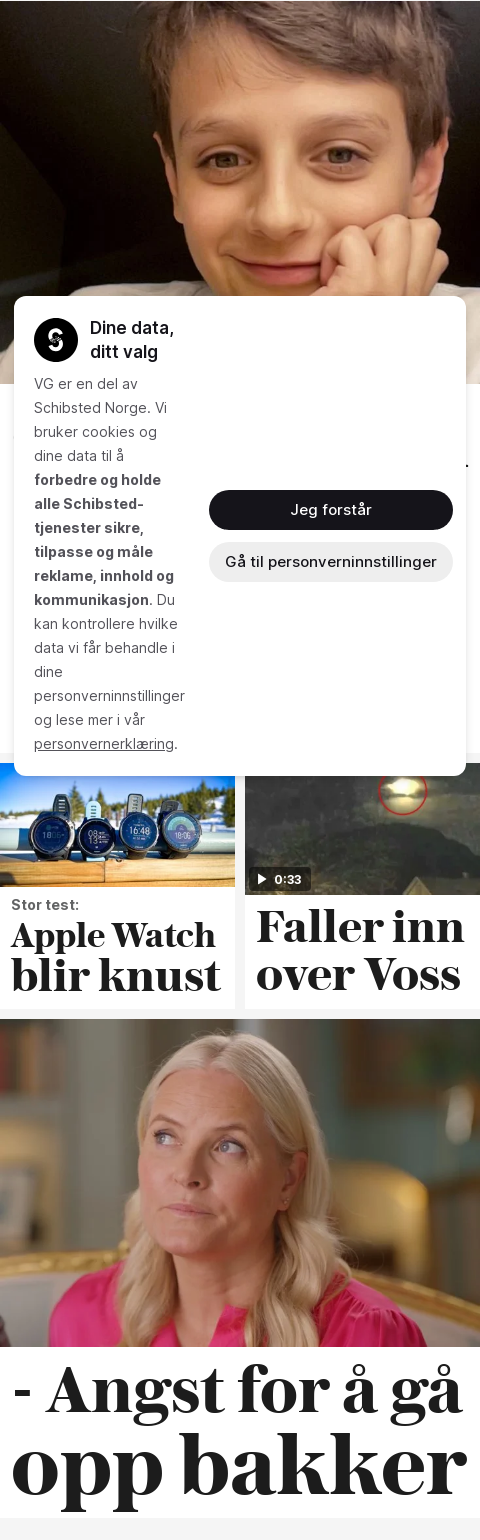 Dine data,
ditt valg
VG er en del av
Schibsted Norge. Vi
bruker cookies og
dine data til å
forbedre og holde
alle Schibsted-
tjenester sikre,
tilpasse og måle
reklame, innhold og
kommunikasjon. Du
kan kontrollere hvilke
data vi får behandle i
dine
personverninnstillinger
og lese mer i vår
personvernerklæring.
Jeg forstår
Gå til personverninnstillinger
Stor test:
Apple Watch
blir knust
0:33
Faller inn
over Voss
- Angst for å gå
opp bakker